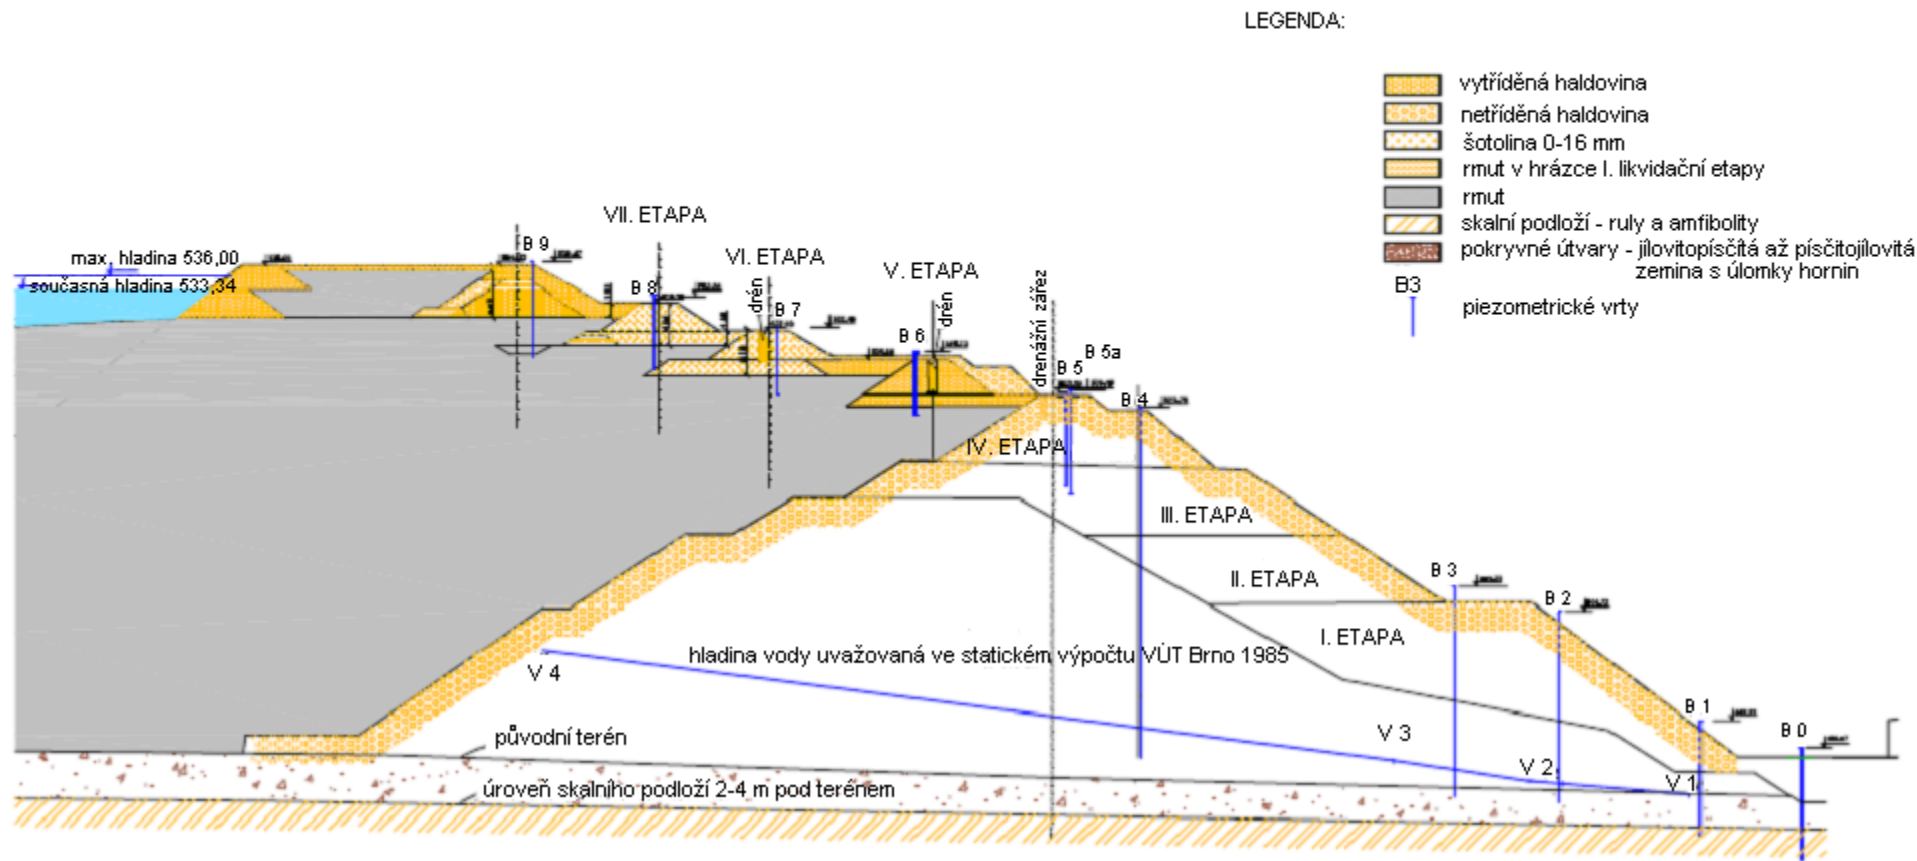 LEGENDA:
vytříděná haldovina
netříděná haldovina
šotolina 0-16 mm
rmut v hrázce I. likvidační etapy
rmut
skalní podloží - ruly a amfibolity
pokryvné útvary - jílovitopísčítá až písčitojílovitá
zemina s úlomky hornin
B3
piezometrické vrty
VII. ETAPA
VI. ETAPA
V. ETAPA
max. hladina 536,00
současná hladina 533,34
B 9
B 8
drén
B 7
B 6
drén
drenážní zářez
B 5
B 5a
B 4
IV. ETAPA
III. ETAPA
II. ETAPA
I. ETAPA
B 3
B 2
B 1
B 0
hladina vody uvažovaná ve statickém výpočtu VÚT Brno 1985
V 4
V 3
V 2
V 1
původní terén
úroveň skalního podloží 2-4 m pod terénem